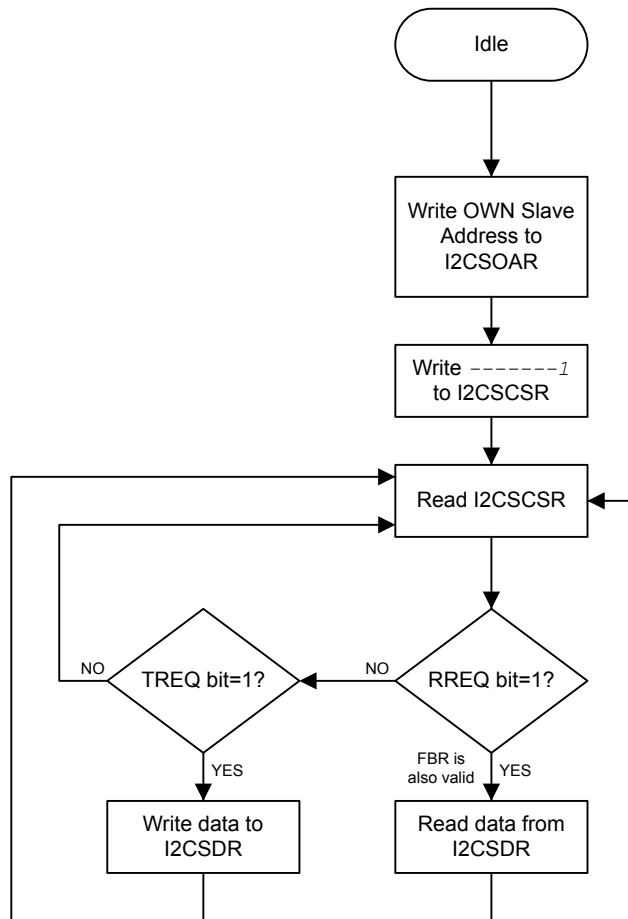 Idle
Write OWN Slave
Address to
I2CSOAR
Write -------1
to I2CSCSR
Read I2CSCSR
NO
TREQ bit=1?
NO
RREQ bit=1?
YES
FBR is
also valid
YES
Write data to
I2CSDR
Read data from
I2CSDR